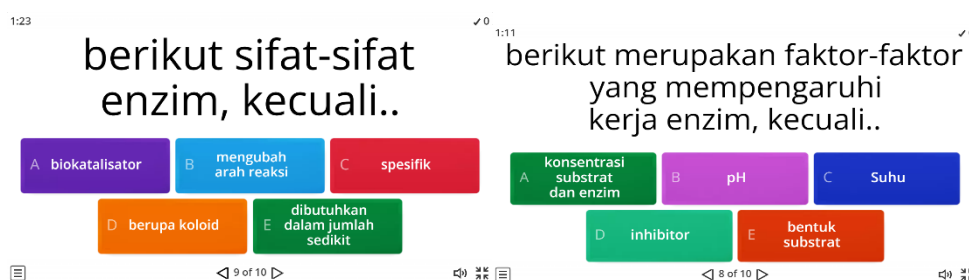 1:23
✓ 0
berikut sifat-sifat
enzim, kecuali..
A biokatalisator
B mengubah
arah reaksi
C spesifik
D berupa koloid
E dibutuhkan
dalam jumlah
sedikit
9 of 10
1:11
✓
berikut merupakan faktor-faktor
yang mempengaruhi
kerja enzim, kecuali..
A konsentrasi
substrat
dan enzim
B pH
C Suhu
D inhibitor
E bentuk
substrat
8 of 10